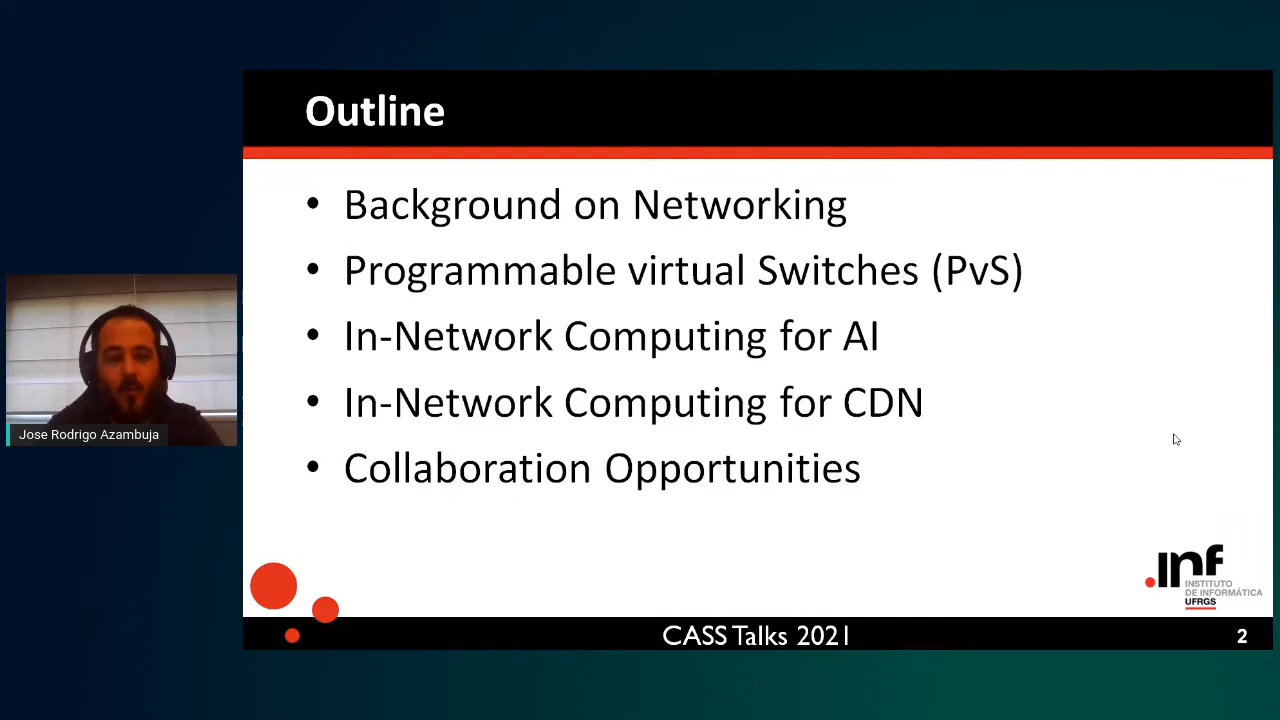 Outline
• Background on Networking
• Programmable virtual Switches (PvS)
• In-Network Computing for AI
• In-Network Computing for CDN
• Collaboration Opportunities
Jose Rodrigo Azambuja
.inf
INSTITUTO
DE INFORMÁTICA
UFRGS
CASS Talks 2021
2